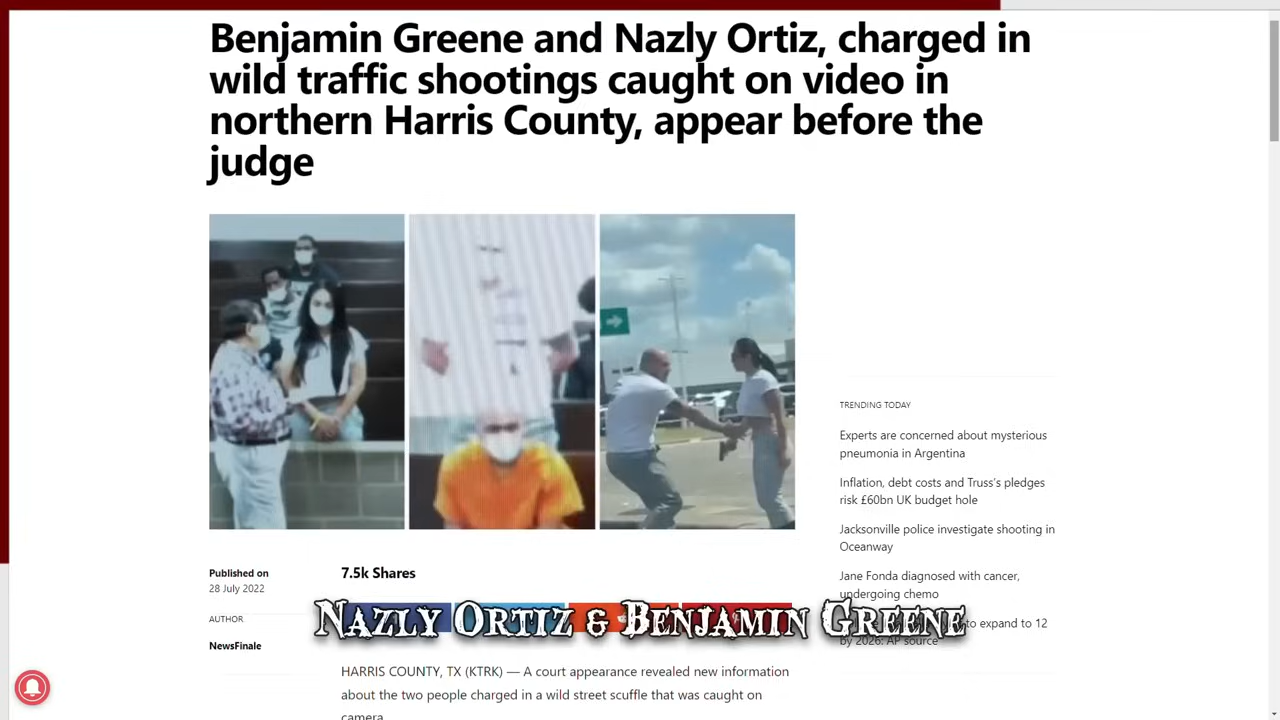 Benjamin Greene and Nazly Ortiz, charged in
wild traffic shootings caught on video in
northern Harris County, appear before the
judge
TRENDING TODAY
Experts are concerned about mysterious
pneumonia in Argentina
Inflation, debt costs and Truss's pledges
risk £60bn UK budget hole
Jacksonville police investigate shooting in
Oceanway
Jane Fonda diagnosed with cancer,
undergoing chemo
to expand to 12
by 2026: AP source
Published on
28 July 2022
AUTHOR
NewsFinale
7.5k Shares
Nazly Ortiz & Benjamin Greene
HARRIS COUNTY, TX (KTRK) — A court appearance revealed new information
about the two people charged in a wild street scuffle that was caught on
camera